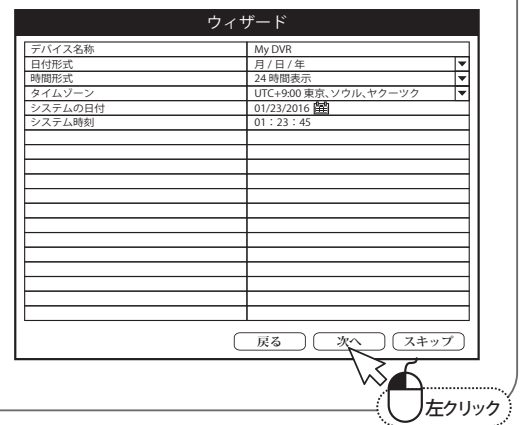 ウィザード
デバイス名称 My DVR
日付形式 月 / 日 / 年
時間形式 24 時間表示
タイムゾーン UTC+9:00 東京、ソウル、ヤクーツク
システムの日付 01/23/2016
システム時刻 01：23：45
戻る 次へ スキップ
左クリック